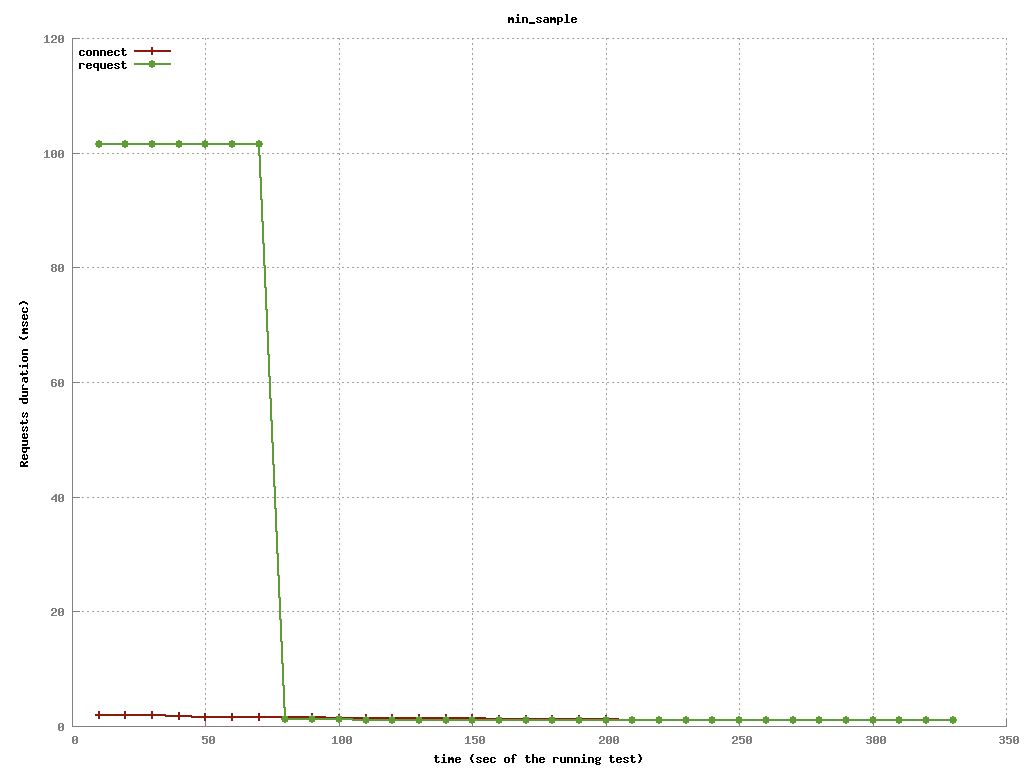 min_sample
120
connect
request
100
80
60
40
20
0
Requests duration (msec)
0 50 100 150 200 250 300 350
time (sec of the running test)